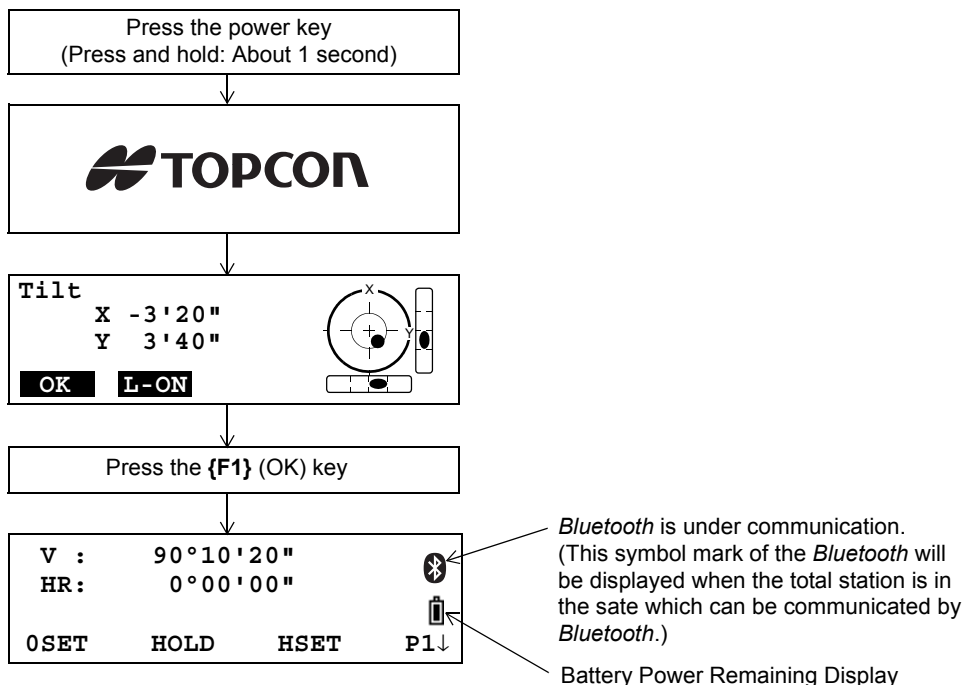 Press the power key
(Press and hold: About 1 second)
TOPCON
Tilt
X -3'20"
Y 3'40"
OK L-ON
X
Y
Press the {F1} (OK) key
V : 90°10'20"
HR: 0°00'00"
0SET HOLD HSET P1↓
Bluetooth is under communication.
(This symbol mark of the Bluetooth will
be displayed when the total station is in
the sate which can be communicated by
Bluetooth.)
Battery Power Remaining Display